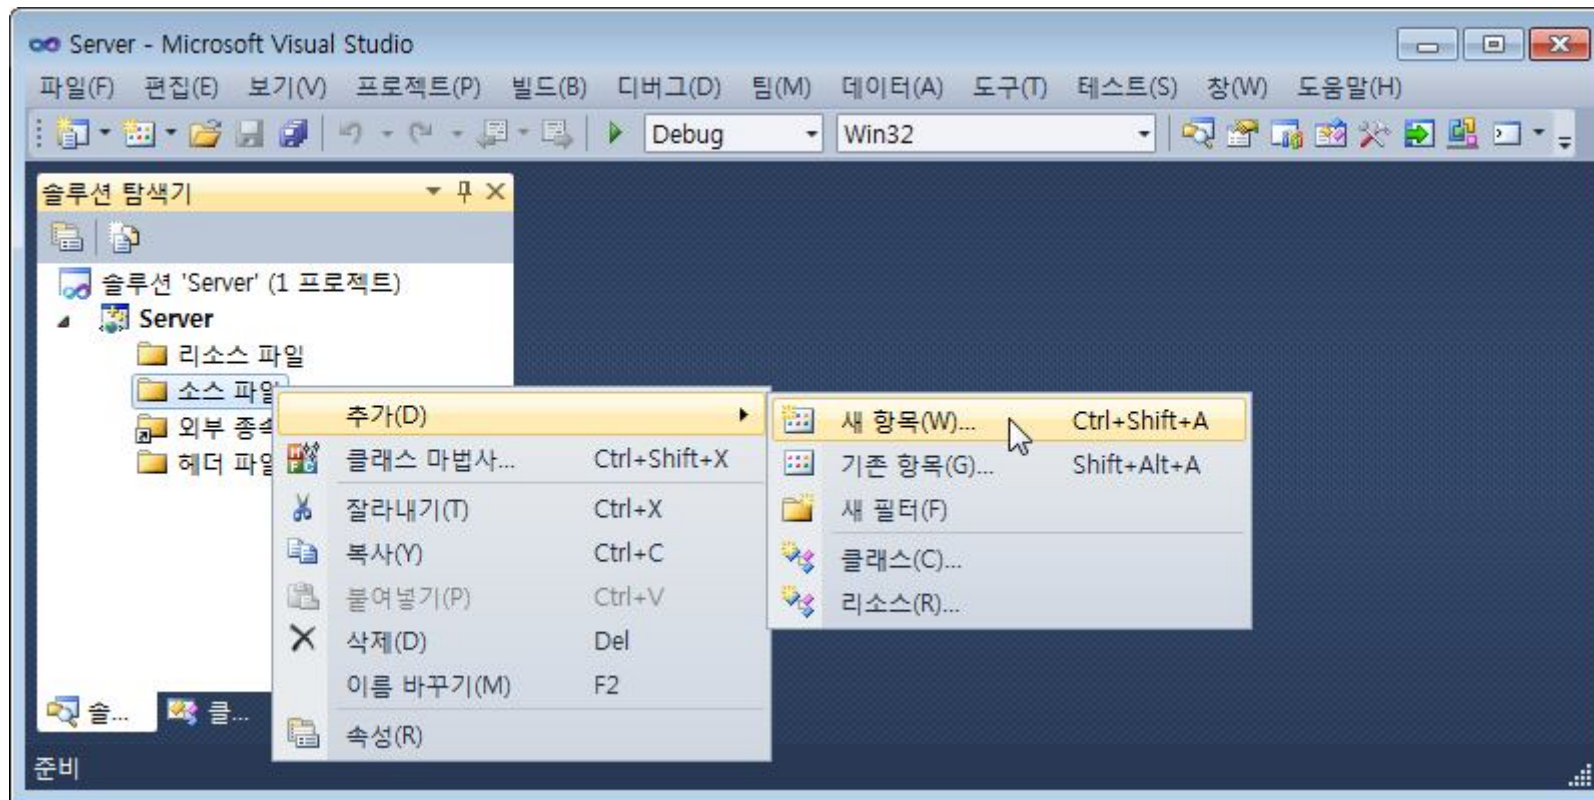 Server - Microsoft Visual Studio
파일(F) 편집(E) 보기(V) 프로젝트(P) 빌드(B) 디버그(D) 팀(M) 데이터(A) 도구(T) 테스트(S) 창(W) 도움말(H)
Debug Win32
솔루션 탐색기
솔루션 'Server' (1 프로젝트)
Server
리소스 파일
소스 파일
외부 종속
헤더 파일
추가(D)
클래스 마법사... Ctrl+Shift+X
잘라내기(T) Ctrl+X
복사(Y) Ctrl+C
붙여넣기(P) Ctrl+V
삭제(D) Del
이름 바꾸기(M) F2
속성(R)
새 항목(W)... Ctrl+Shift+A
기존 항목(G)... Shift+Alt+A
새 필터(F)
클래스(C)...
리소스(R)...
솔... 클...
준비